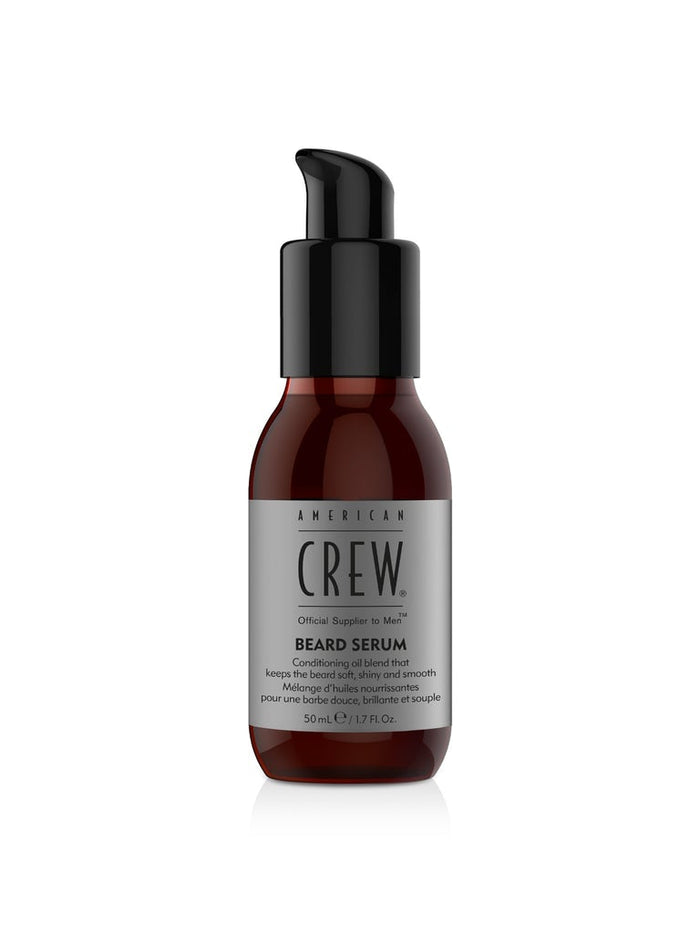 AMERICAN
CREW®
Official Supplier to Men™
BEARD SERUM
Conditioning oil blend that
keeps the beard soft, shiny and smooth
Mélange d'huiles nourrissantes
pour une barbe douce, brillante et souple
50 mL ℮ / 1.7 Fl. Oz.